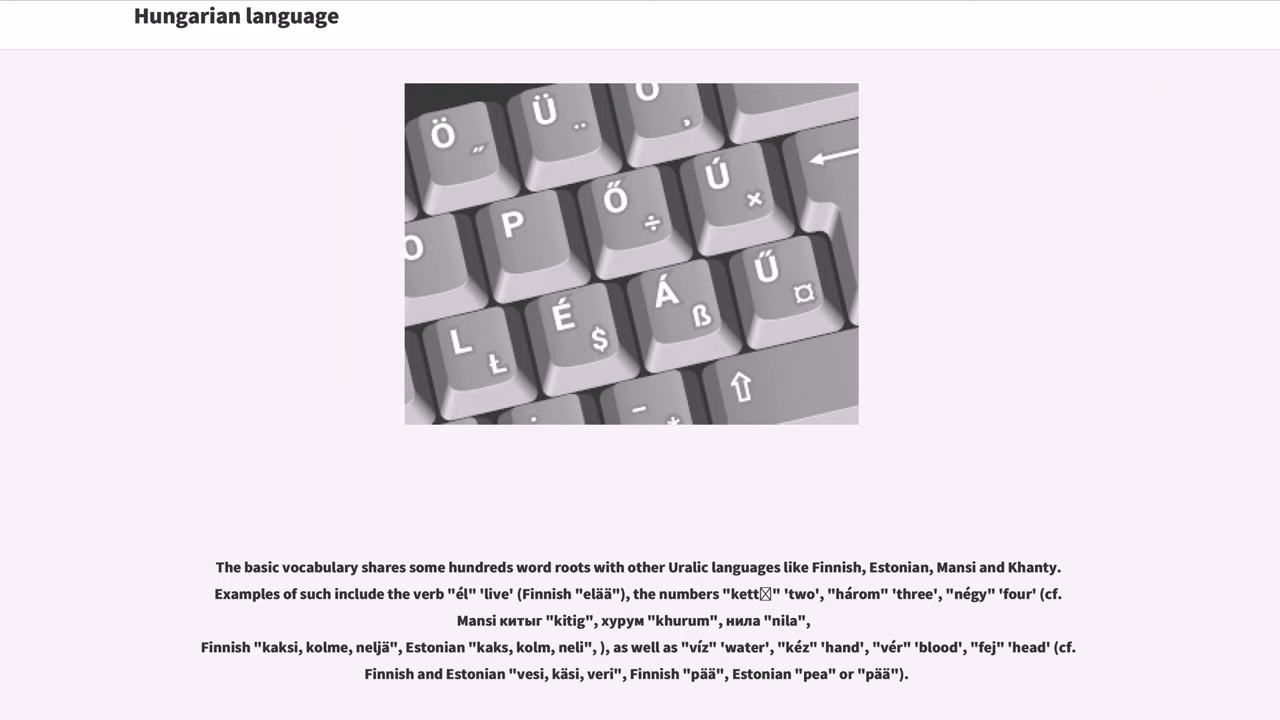 Hungarian language
Ö ˝
Ü ¨
Ó ¸
O
P
Ő ÷
Ú ×
L Ł
É $
Á ß
Ű ¤
The basic vocabulary shares some hundreds word roots with other Uralic languages like Finnish, Estonian, Mansi and Khanty.
Examples of such include the verb "él" 'live' (Finnish "elää"), the numbers "kett" 'two', "három" 'three', "négy" 'four' (cf.
Mansi китыг "kitig", хурум "khurum", нила "nila",
Finnish "kaksi, kolme, neljä", Estonian "kaks, kolm, neli", ), as well as "víz" 'water', "kéz" 'hand', "vér" 'blood', "fej" 'head' (cf.
Finnish and Estonian "vesi, käsi, veri", Finnish "pää", Estonian "pea" or "pää").